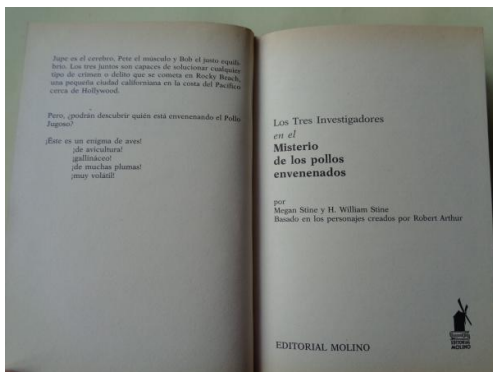 Jupe es el cerebro, Pete el músculo y Bob el justo equili-
brio. Los tres juntos son capaces de solucionar cualquier
tipo de crimen o delito que se cometa en Rocky Beach,
una pequeña ciudad californiana en la costa del Pacífico
cerca de Hollywood.
Pero, ¿podrán descubrir quién está envenenando el Pollo
Jugoso?
¡Éste es un enigma de aves!
¡de avicultura!
¡gallináceo!
¡de muchas plumas!
¡muy volátil!
Los Tres Investigadores
en el
Misterio
de los pollos
envenenados
por
Megan Stine y H. William Stine
Basado en los personajes creados por Robert Arthur
EDITORIAL MOLINO
EDITORIAL
MOLINO